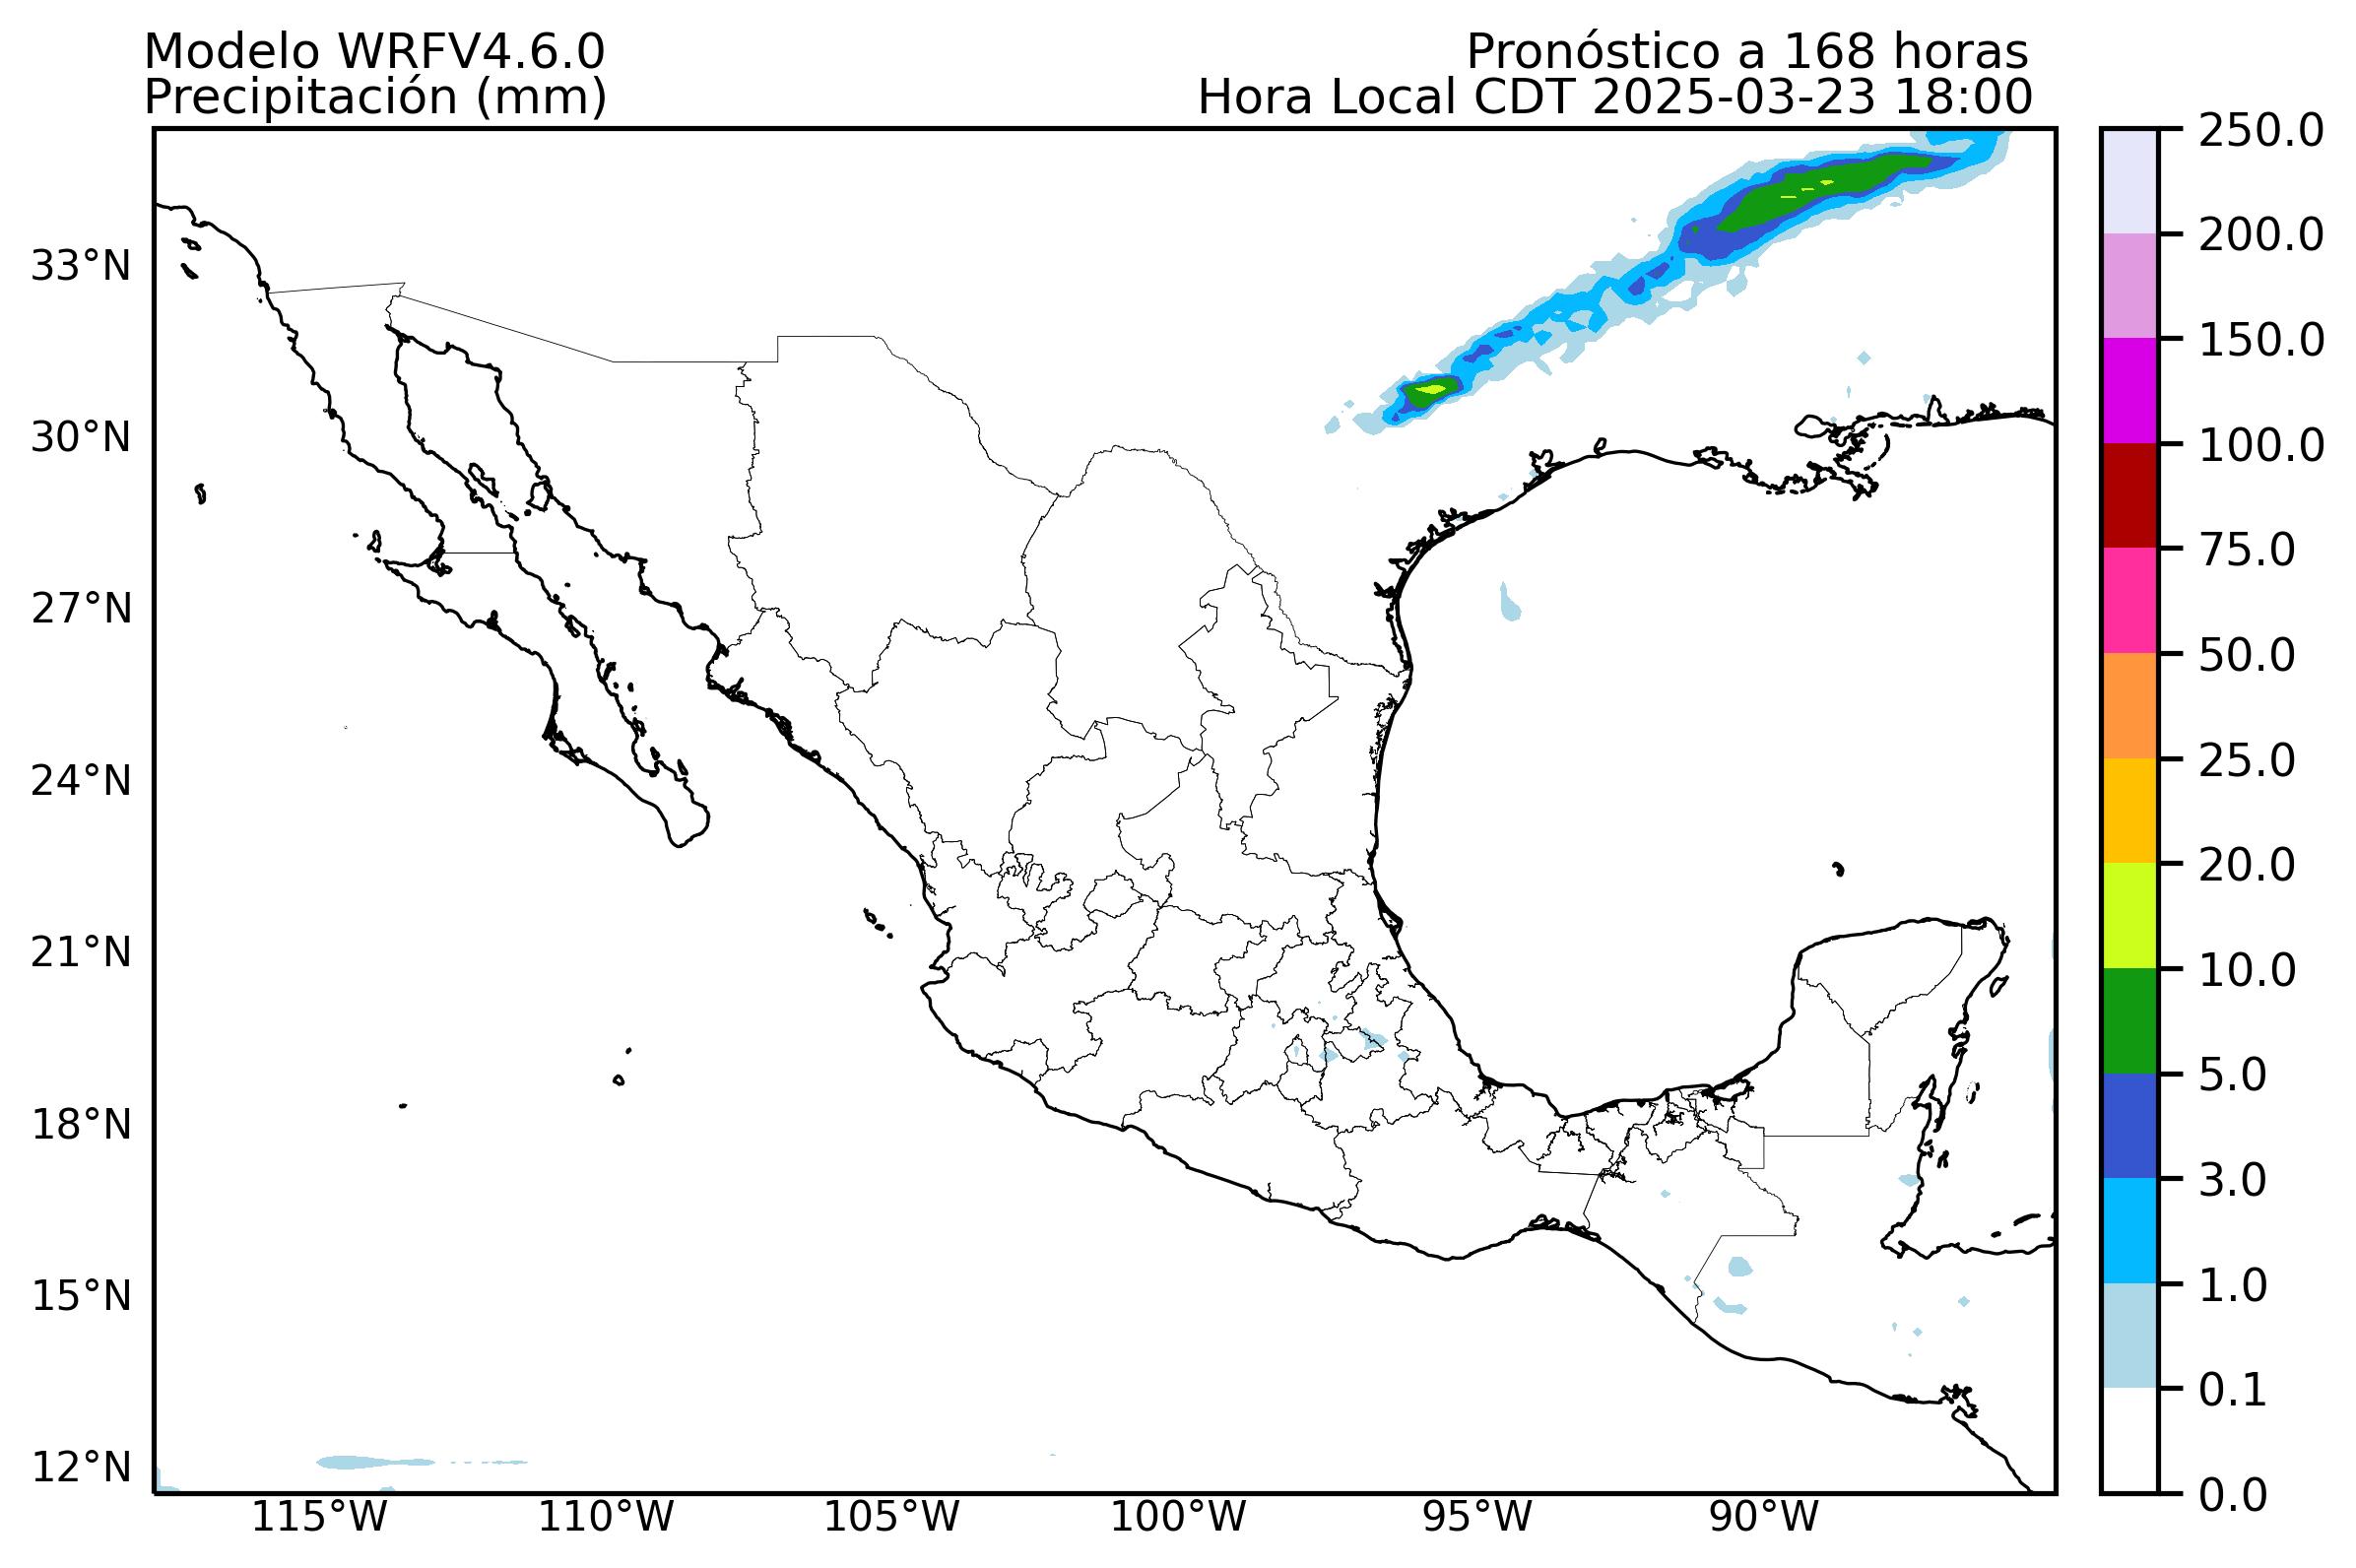 Modelo WRFV4.6.0
Pronóstico a 168 horas
Precipitación (mm)
Hora Local CDT 2025-03-23 18:00
33°N
30°N
27°N
24°N
21°N
18°N
15°N
12°N
115°W
110°W
105°W
100°W
95°W
90°W
250.0
200.0
150.0
100.0
75.0
50.0
25.0
20.0
10.0
5.0
3.0
1.0
0.1
0.0